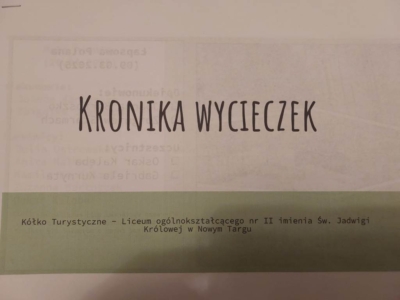 KRONIKA WYCIECZEK
Kółko Turystyczne – Liceum ogólnokształcącego nr II imienia Św. Jadwigi
Królowej w Nowym Targu